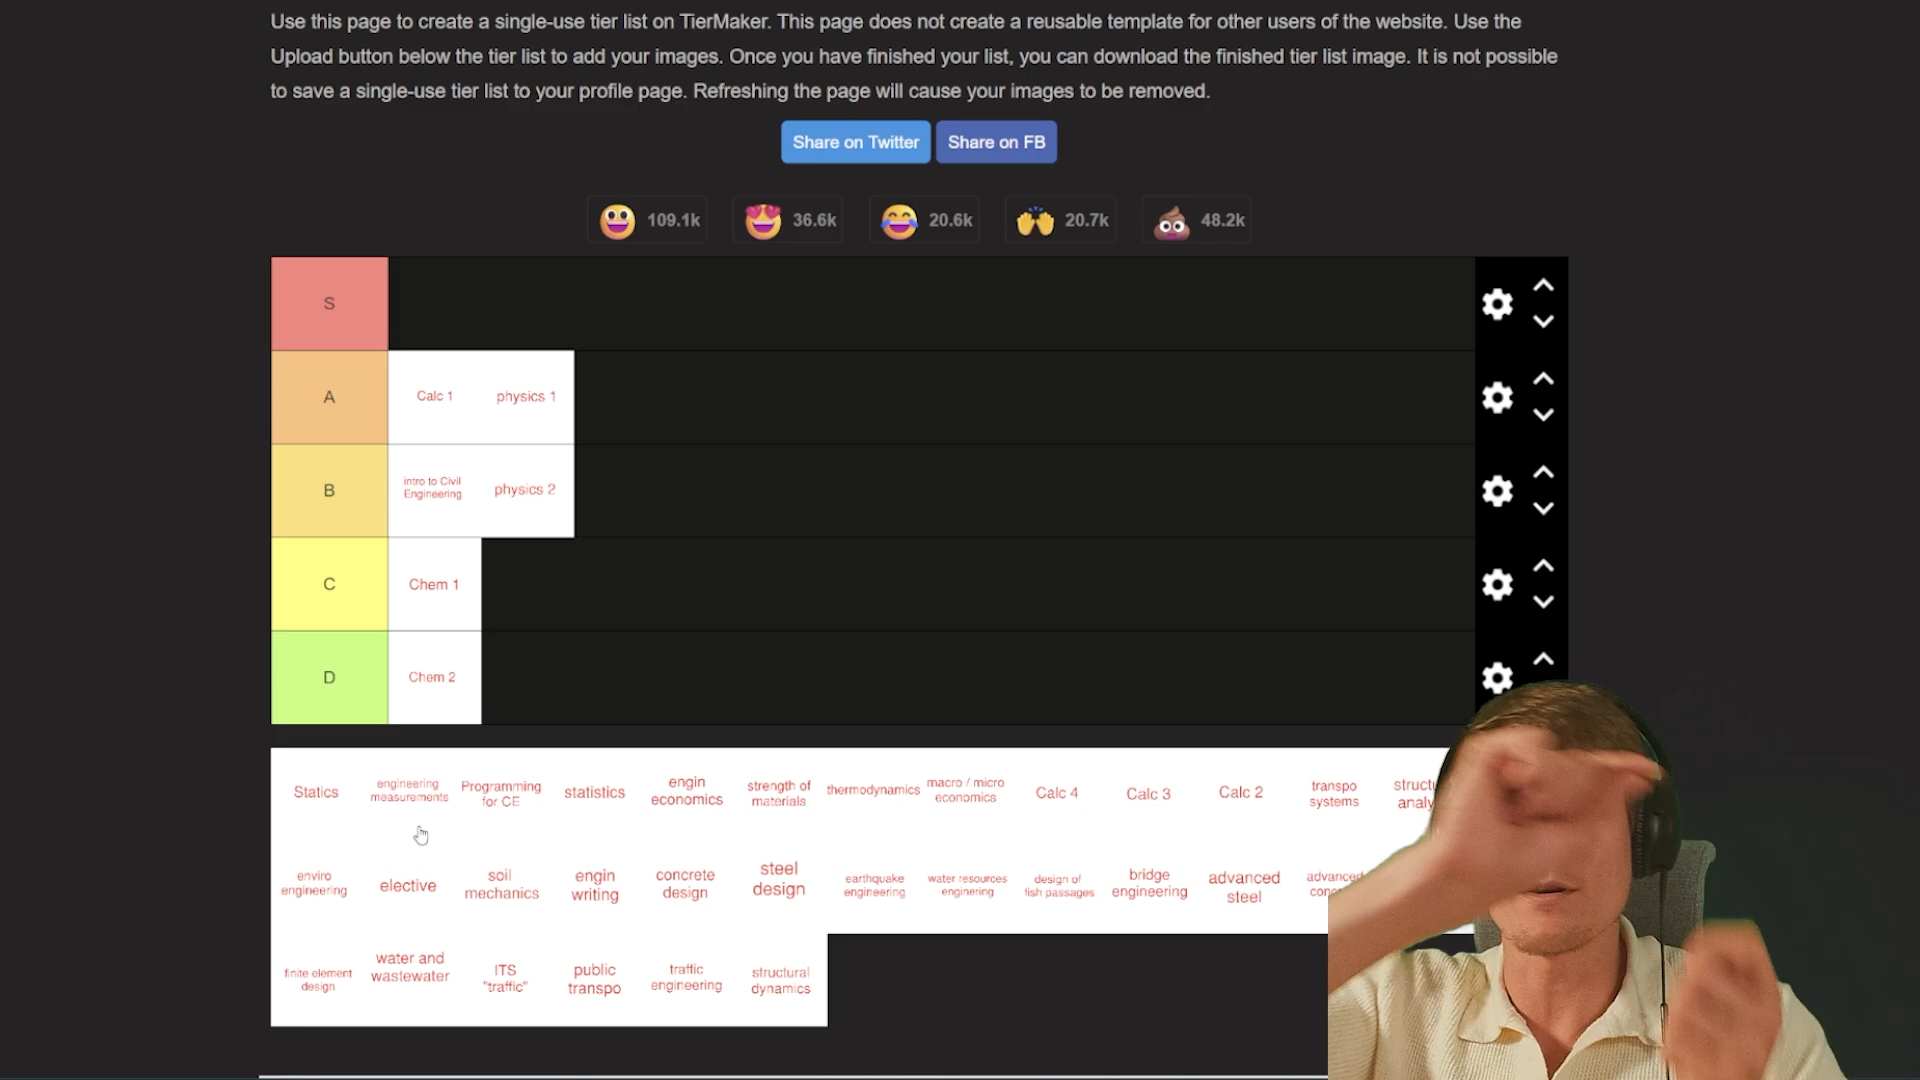 Use this page to create a single-use tier list on TierMaker. This page does not create a reusable template for other users of the website. Use the
Upload button below the tier list to add your images. Once you have finished your list, you can download the finished tier list image. It is not possible
to save a single-use tier list to your profile page. Refreshing the page will cause your images to be removed.
Share on Twitter
Share on FB
109.1k
36.6k
20.6k
20.7k
48.2k
S
A
Calc 1
physics 1
B
intro to Civil
Engineering
physics 2
C
Chem 1
D
Chem 2
Statics
engineering
measurements
Programming
for CE
statistics
engin
economics
strength of
materials
thermodynamics
macro / micro
economics
Calc 4
Calc 3
Calc 2
transpo
systems
enviro
engineering
elective
soil
mechanics
engin
writing
concrete
design
steel
design
earthquake
engineering
water resources
enginering
design of
fish passages
bridge
engineering
advanced
steel
advanced
finite element
design
water and
wastewater
ITS
"traffic"
public
transpo
traffic
engineering
structural
dynamics